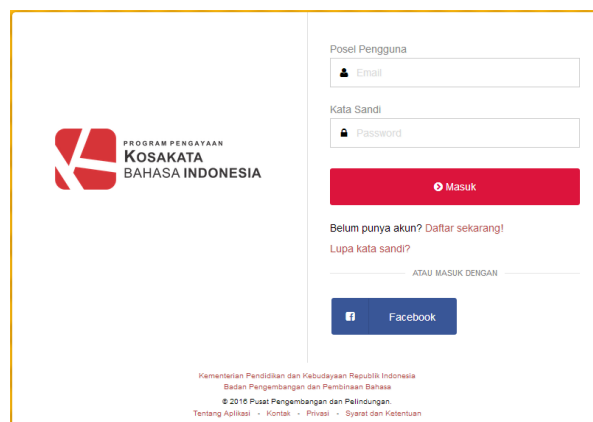 PROGRAM PENGAYAAN
KOSAKATA
BAHASA INDONESIA
Posel Pengguna
Email
Kata Sandi
Password
Masuk
Belum punya akun? Daftar sekarang!
Lupa kata sandi?
ATAU MASUK DENGAN
Facebook
Kementerian Pendidikan dan Kebudayaan Republik Indonesia
Badan Pengembangan dan Pembinaan Bahasa
© 2016 Pusat Pengembangan dan Pelindungan.
Tentang Aplikasi - Kontak - Privasi - Syarat dan Ketentuan